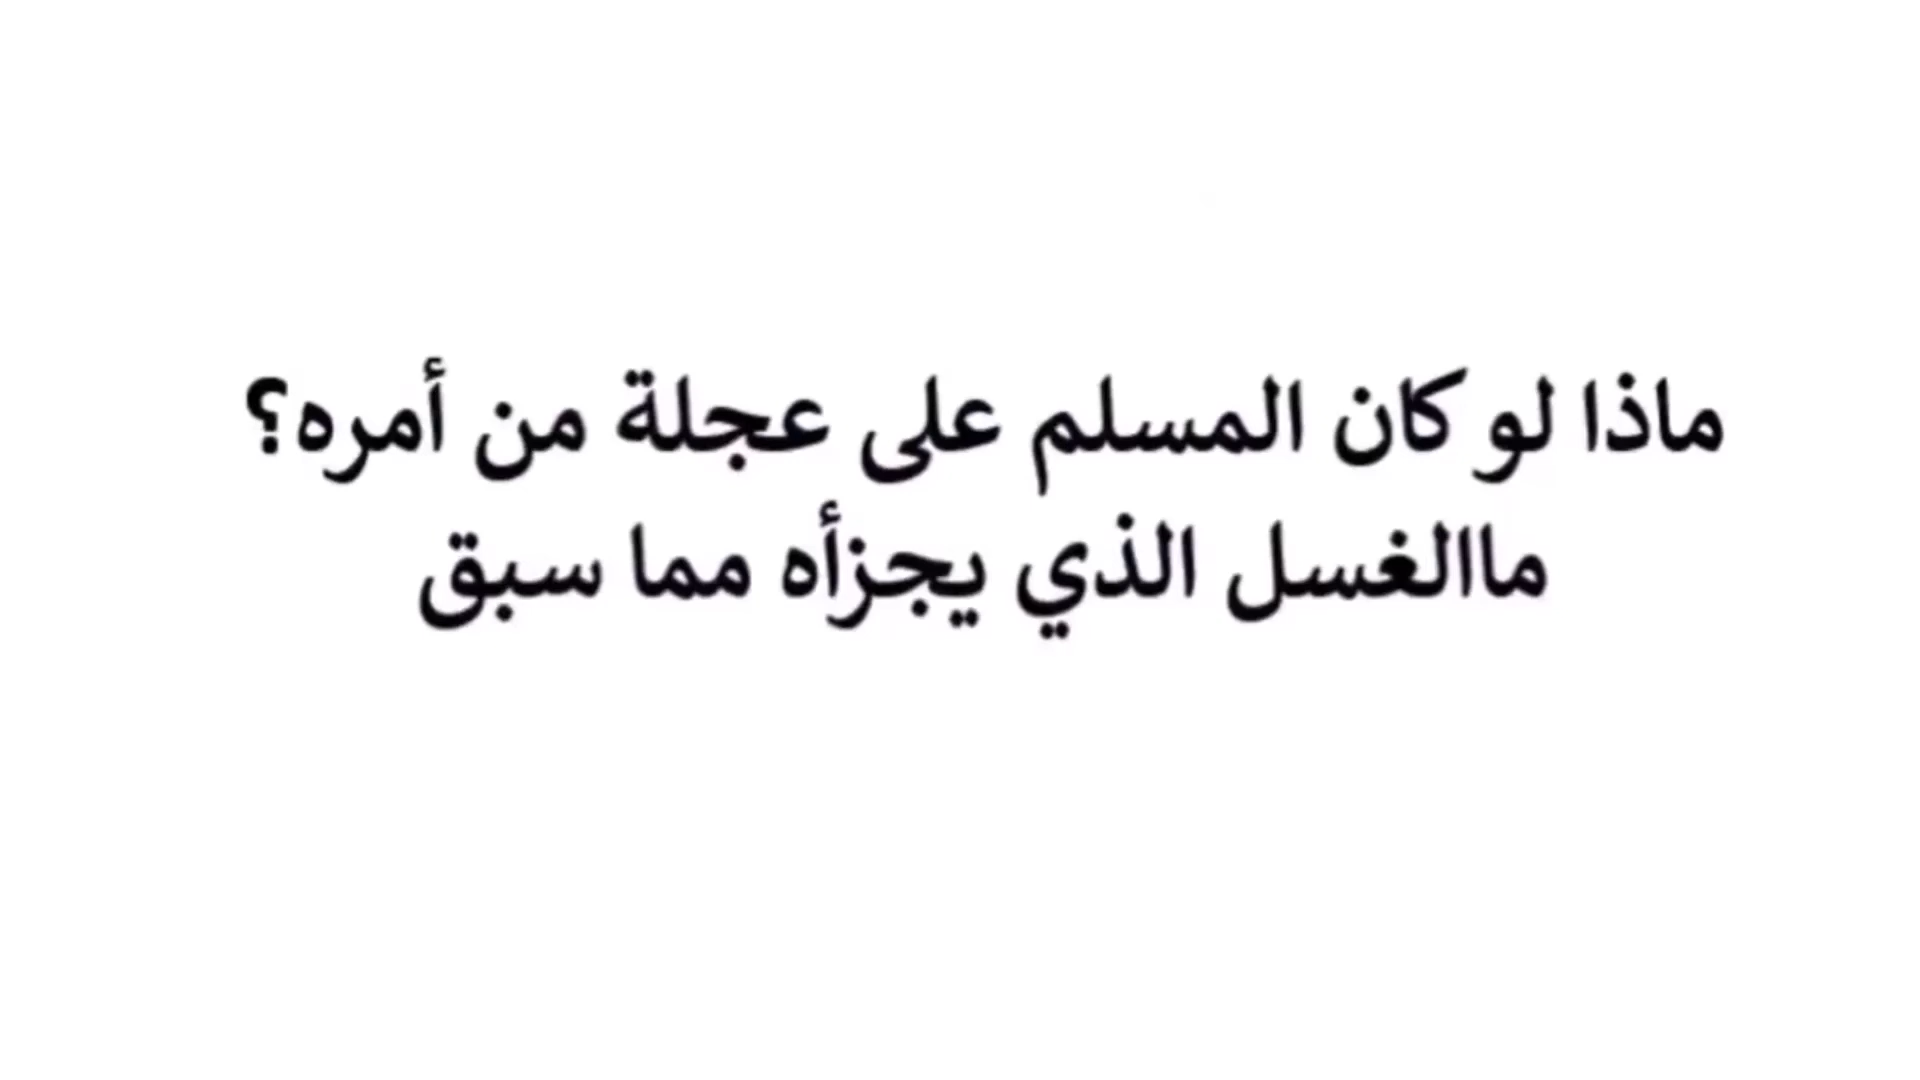 ماذا لو كان المسلم على عجلة من أمره؟
ماالغسل الذي يجزأه مما سبق